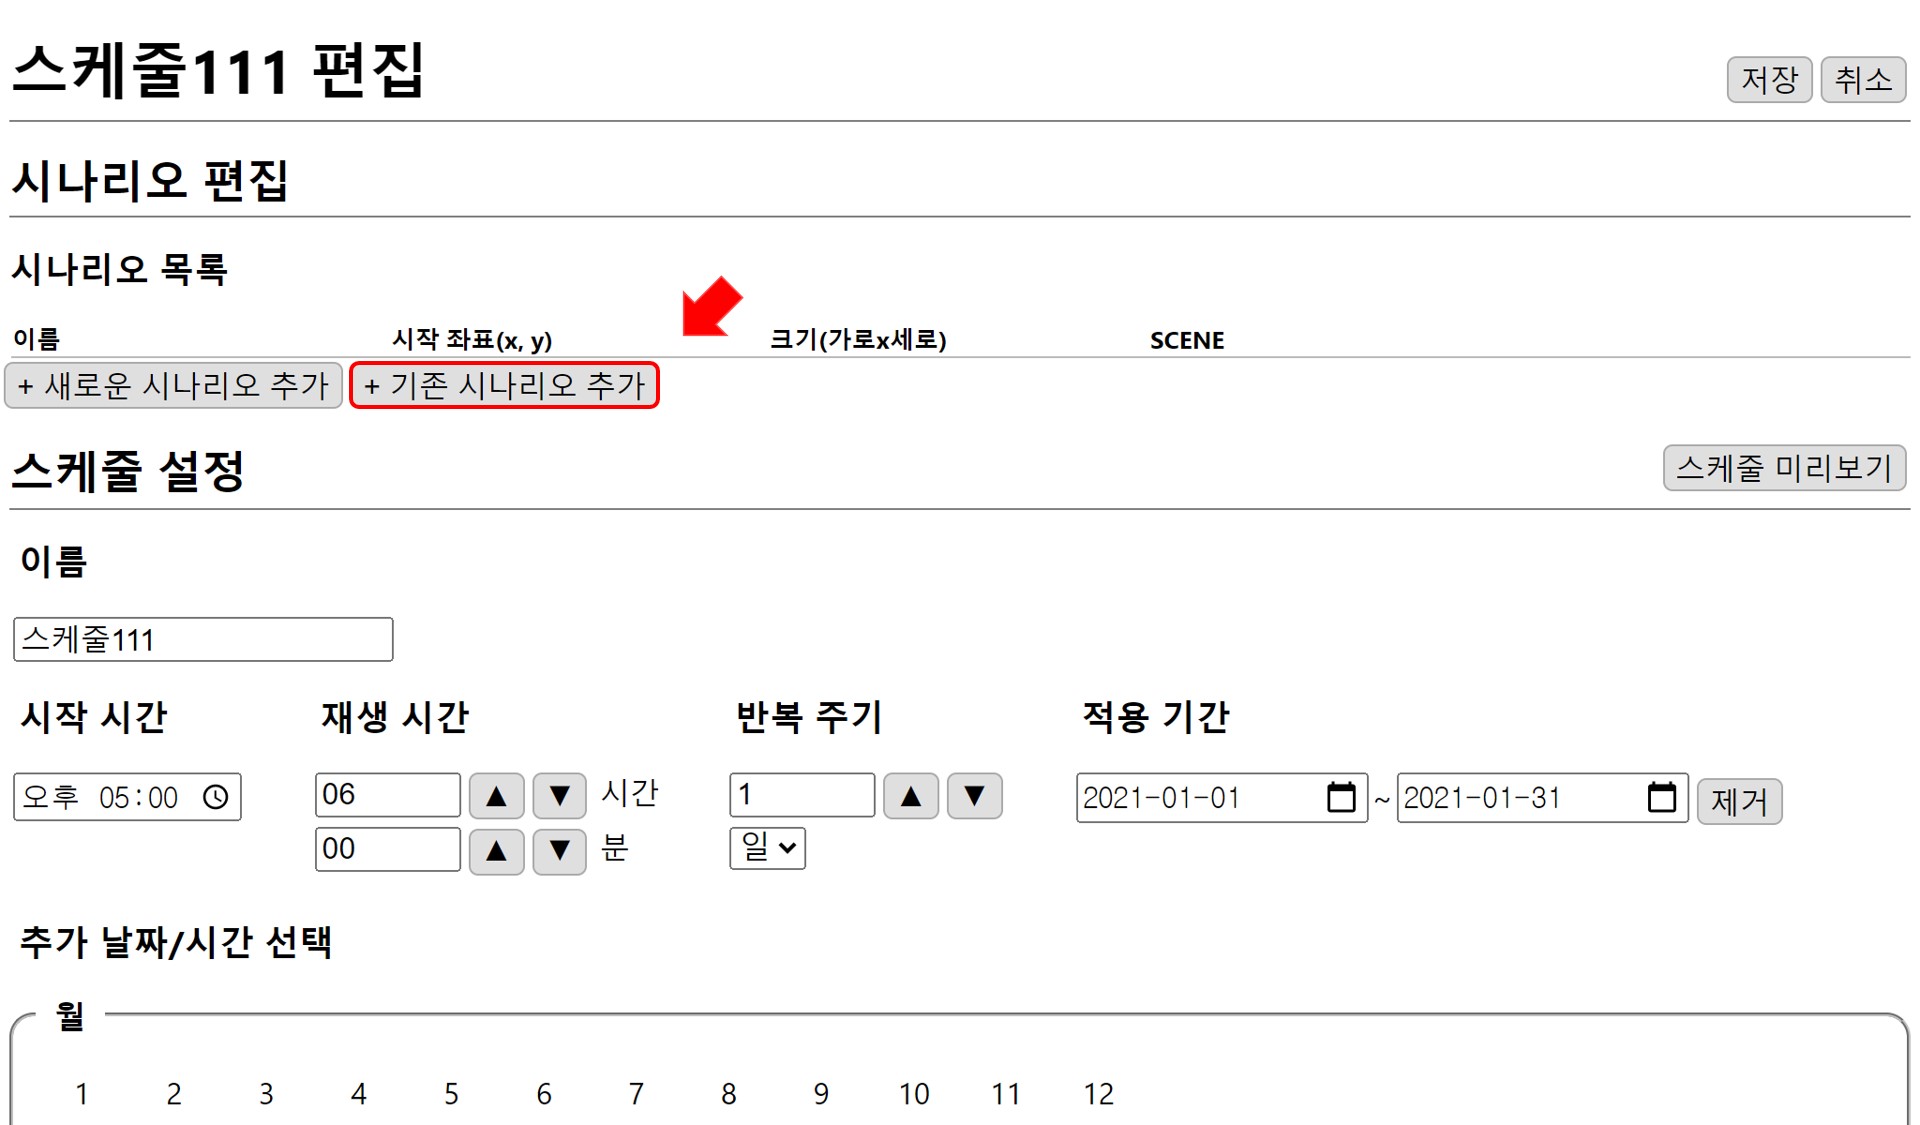 스케줄111 편집
저장 취소
시나리오 편집
시나리오 목록
이름 시작 좌표(x, y) 크기(가로x세로) SCENE
+ 새로운 시나리오 추가 + 기존 시나리오 추가
스케줄 설정 스케줄 미리보기
이름
스케줄111
시작 시간 재생 시간 반복 주기 적용 기간
오후 05:00 06 ▲ ▼ 시간 1 ▲ ▼ 2021-01-01 ~ 2021-01-31 제거
00 ▲ ▼ 분 일
추가 날짜/시간 선택
월
1 2 3 4 5 6 7 8 9 10 11 12